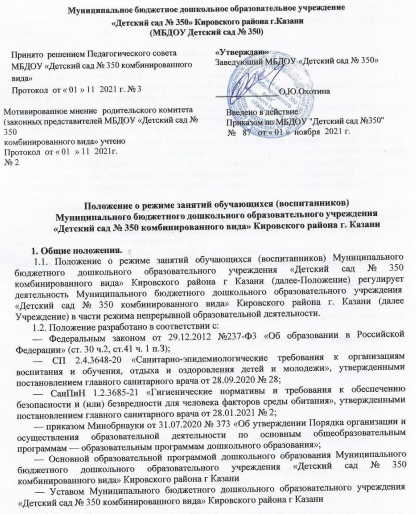 Муниципальное бюджетное дошкольное образовательное учреждение
«Детский сад № 350» Кировского района г.Казани
(МБДОУ Детский сад № 350)
Принято решением Педагогического совета
МБДОУ «Детский сад № 350 комбинированного
вида»
Протокол от « 01 » 11 2021 г. № 3
«Утверждаю»
Заведующий МБДОУ «Детский сад № 350»
О.Ю.Охотина
Мотивированное мнение родительского комитета
(законных представителей МБДОУ «Детский сад №
350
комбинированного вида» учтено
Протокол от « 01 » 11 2021г.
№ 2
Введено в действие
Приказом по МБДОУ "Детский сад №350"
№ 87 от « 01 » ноября 2021 г.
Положение о режиме занятий обучающихся (воспитанников)
Муниципального бюджетного дошкольного образовательного учреждения
«Детский сад № 350 комбинированного вида» Кировского района г. Казани
1. Общие положения.
1.1. Положение о режиме занятий обучающихся (воспитанников) Муниципального
бюджетного дошкольного образовательного учреждения «Детский сад № 350
комбинированного вида» Кировского района г Казани (далее-Положение) регулирует
деятельность Муниципального бюджетного дошкольного образовательного учреждения
«Детский сад № 350 комбинированного вида» Кировского района г. Казани (далее
Учреждение) в части режима непрерывной образовательной деятельности.
1.2. Положение разработано в соответствии с:
— Федеральным законом от 29.12.2012 №237-ФЗ «Об образовании в Российской
Федерации» (ст. 30 ч.2, ст.41 ч. 1 п.3);
— СП 2.4.3648-20 «Санитарно-эпидемиологические требования к организациям
воспитания и обучения, отдыха и оздоровления детей и молодежи», утвержденными
постановлением главного санитарного врача от 28.09.2020 № 28;
— СанПиН 1.2.3685-21 «Гигиенические нормативы и требования к обеспечению
безопасности и (или) безвредности для человека факторов среды обитания», утвержденными
постановлением главного санитарного врача от 28.01.2021 № 2;
— приказом Минобрнауки от 31.07.2020 № 373 «Об утверждении Порядка организации и
осуществления образовательной деятельности по основным общеобразовательным
программам — образовательным программам дошкольного образования»;
— Основной образовательной программой дошкольного образования Муниципального
бюджетного дошкольного образовательного учреждения «Детский сад № 350
комбинированного вида» Кировского района г Казани
— Уставом Муниципального бюджетного дошкольного образовательного учреждения
«Детский сад № 350 комбинированного вида» Кировского района г Казани